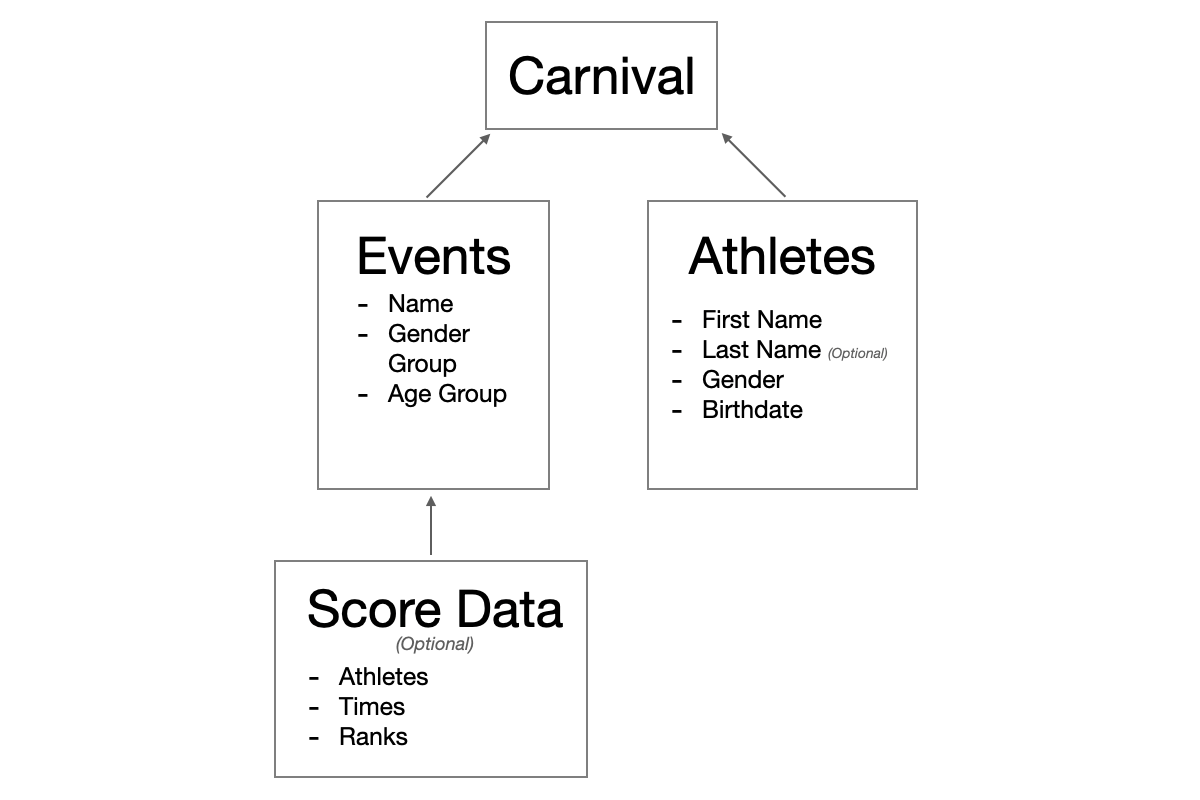 Carnival
Events
- Name
- Gender
Group
- Age Group
Athletes
- First Name
- Last Name (Optional)
- Gender
- Birthdate
Score Data
(Optional)
- Athletes
- Times
- Ranks